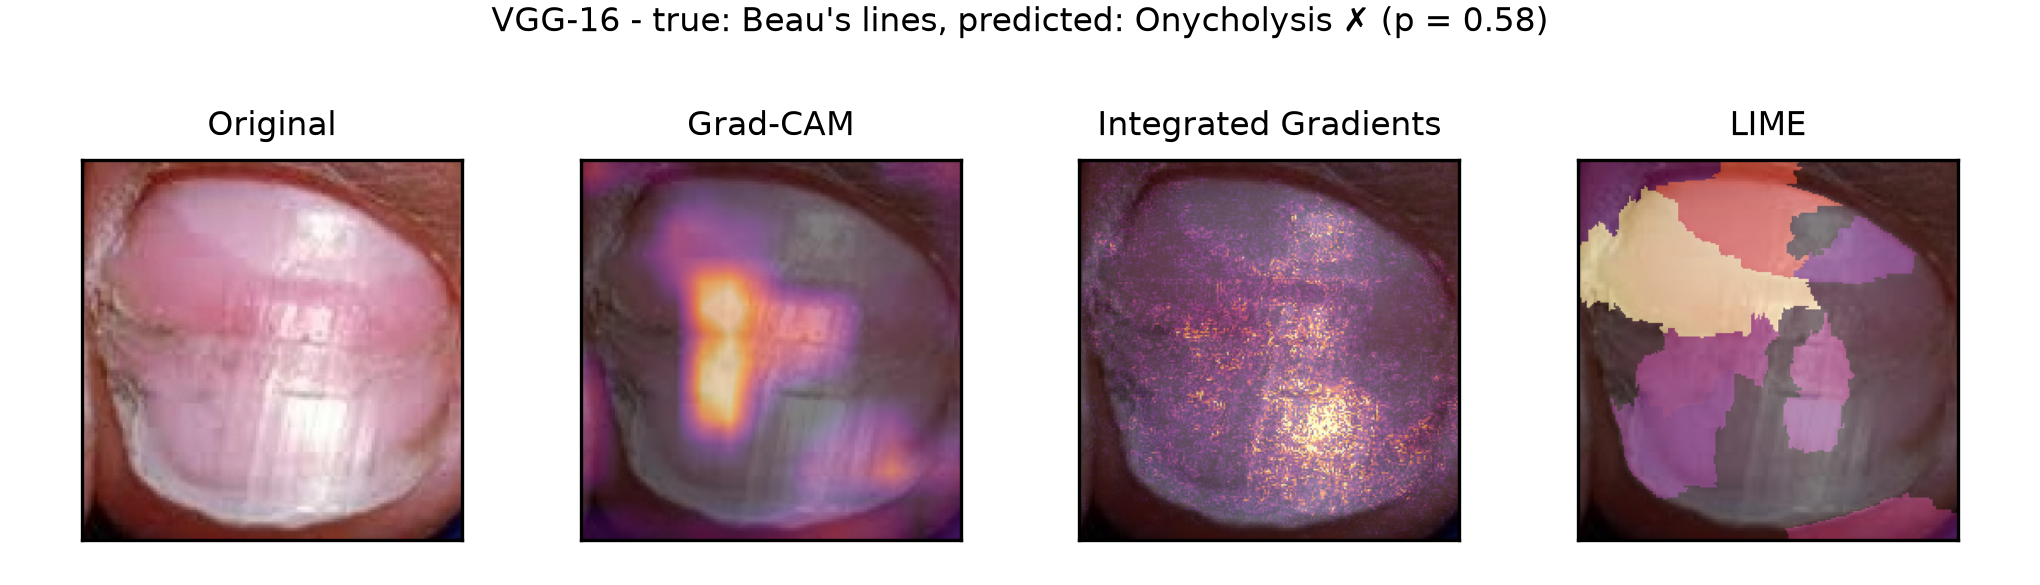 VGG-16 - true: Beau's lines, predicted: Onycholysis ✗ (p = 0.58)
Original
Grad-CAM
Integrated Gradients
LIME